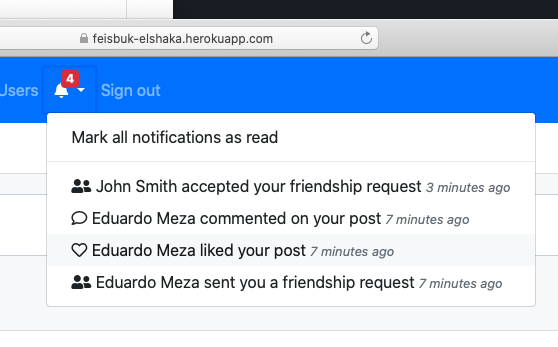 feisbuk-elshaka.herokuapp.com
Users 4 Sign out
Mark all notifications as read
John Smith accepted your friendship request 3 minutes ago
Eduardo Meza commented on your post 7 minutes ago
Eduardo Meza liked your post 7 minutes ago
Eduardo Meza sent you a friendship request 7 minutes ago